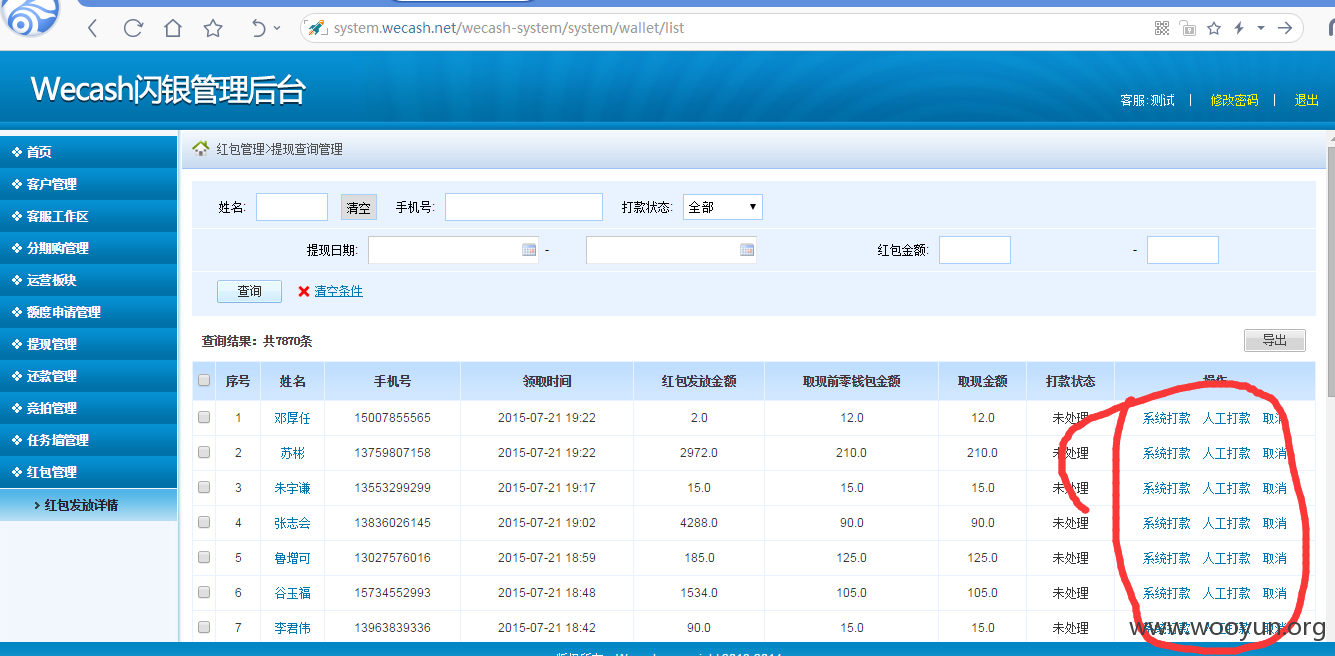 system.wecash.net/wecash-system/system/wallet/list
Wecash闪银管理后台
客服:测试 | 修改密码 | 退出
首页
客户管理
客服工作区
分期购管理
运营板块
额度申请管理
提现管理
还款管理
竞拍管理
任务墙管理
红包管理
红包发放详情
红包管理>提现查询管理
姓名: 清空 手机号: 打款状态: 全部
提现日期: - 红包金额: -
查询 清空条件
查询结果：共7870条 导出
序号 姓名 手机号 领取时间 红包发放金额 取现前零钱包金额 取现金额 打款状态 操作
1 邓厚任 15007855565 2015-07-21 19:22 2.0 12.0 12.0 未处理 系统打款 人工打款 取消
2 苏彬 13759807158 2015-07-21 19:22 2972.0 210.0 210.0 未处理 系统打款 人工打款 取消
3 朱宇谦 13553299299 2015-07-21 19:17 15.0 15.0 15.0 未处理 系统打款 人工打款 取消
4 张志会 13836026145 2015-07-21 19:02 4288.0 90.0 90.0 未处理 系统打款 人工打款 取消
5 鲁增可 13027576016 2015-07-21 18:59 185.0 125.0 125.0 未处理 系统打款 人工打款 取消
6 谷玉福 15734552993 2015-07-21 18:48 1534.0 105.0 105.0 未处理 系统打款 人工打款 取消
7 李君伟 13963839336 2015-07-21 18:42 90.0 15.0 15.0 未处理 系统打款 人工打款 取消
www.wooyun.org